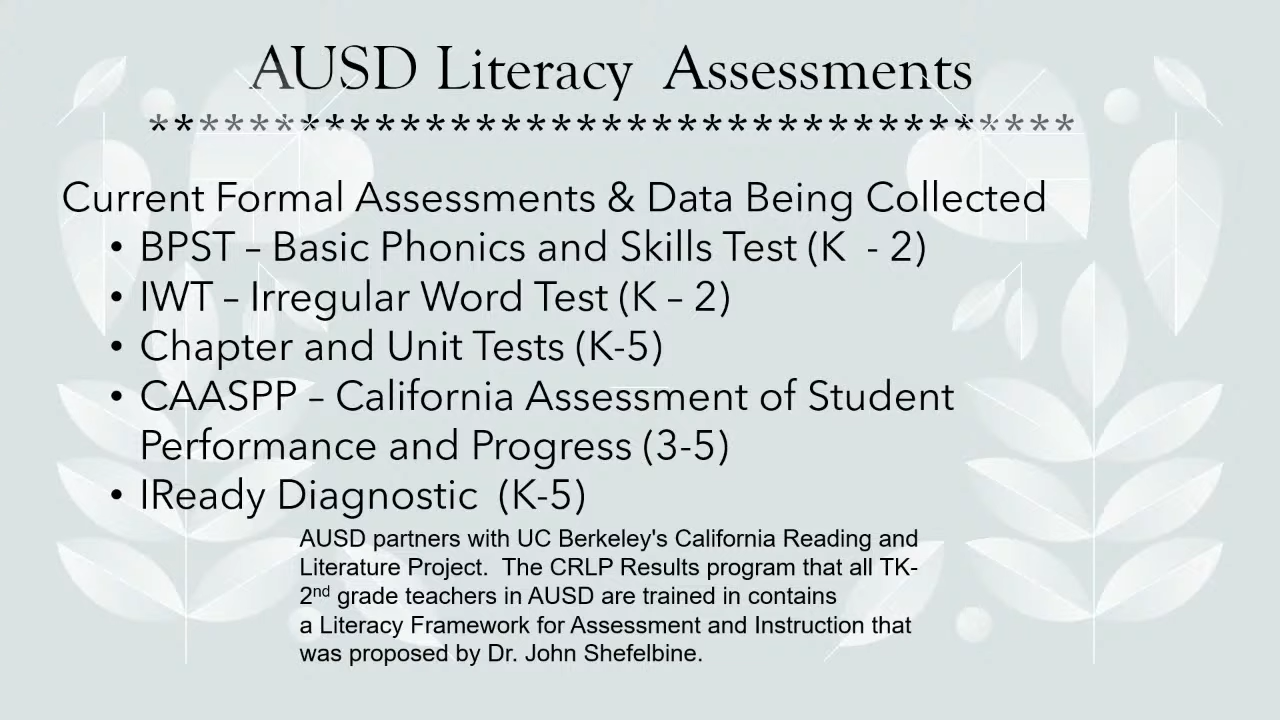 AUSD Literacy  Assessments
*************************************
Current Formal Assessments & Data Being Collected
• BPST – Basic Phonics and Skills Test (K  - 2)
• IWT – Irregular Word Test (K – 2)
• Chapter and Unit Tests (K-5)
• CAASPP – California Assessment of Student
Performance and Progress (3-5)
• IReady Diagnostic  (K-5)
AUSD partners with UC Berkeley's California Reading and
Literature Project.  The CRLP Results program that all TK-
2nd grade teachers in AUSD are trained in contains
a Literacy Framework for Assessment and Instruction that
was proposed by Dr. John Shefelbine.